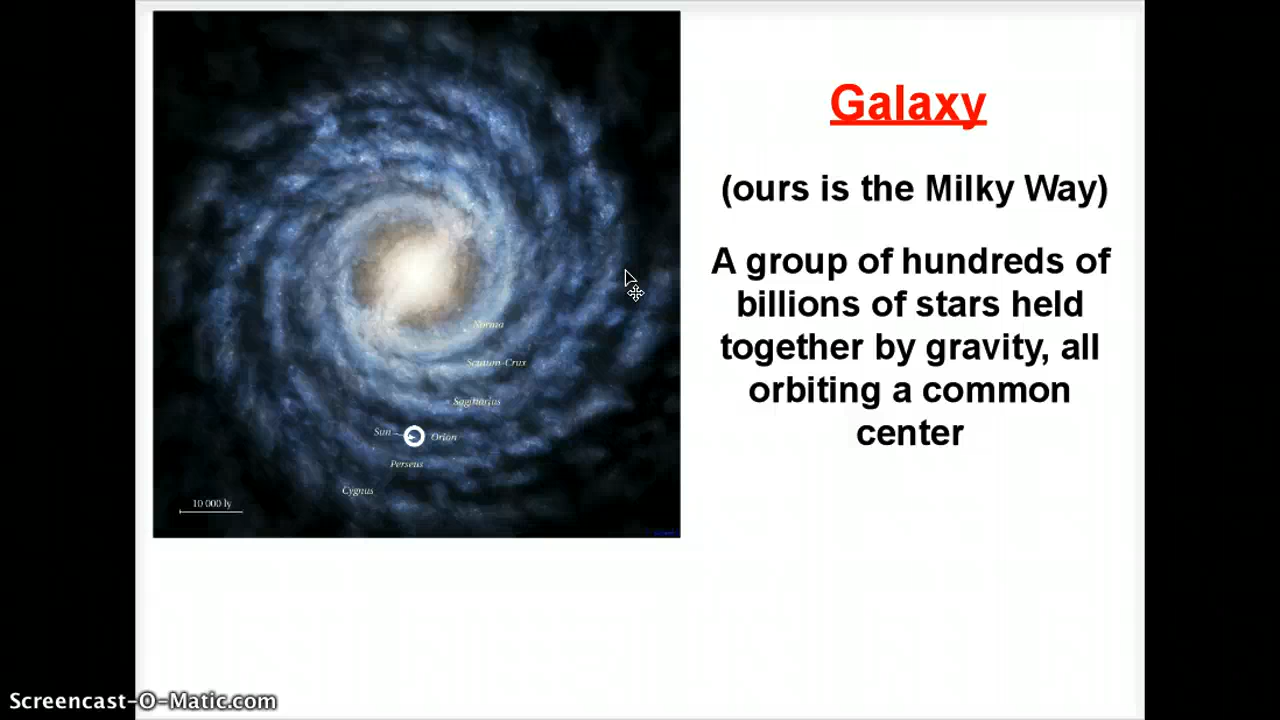 Galaxy
(ours is the Milky Way)
A group of hundreds of
billions of stars held
together by gravity, all
orbiting a common
center
Norma
Scutum-Crux
Sagittarius
Sun
Orion
Perseus
Cygnus
10 000 ly
Screencast-O-Matic.com